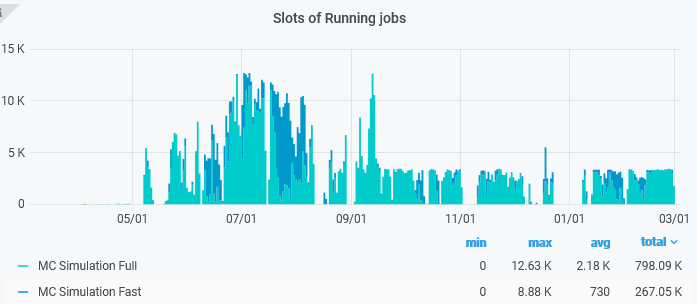 Slots of Running jobs
15 K
10 K
5 K
0
05/01 07/01 09/01 11/01 01/01 03/01
min max avg total
MC Simulation Full 0 12.63 K 2.18 K 798.09 K
MC Simulation Fast 0 8.88 K 730 267.05 K